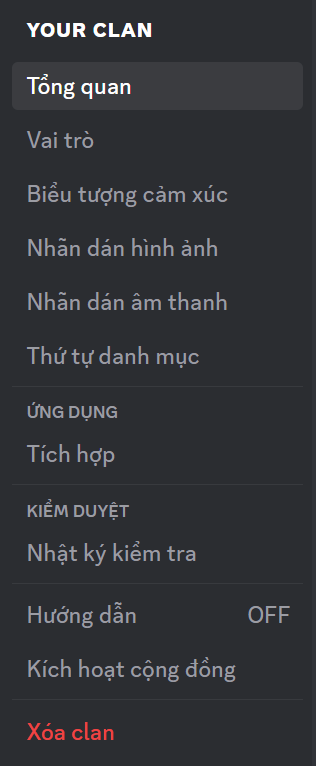 YOUR CLAN
Tổng quan
Vai trò
Biểu tượng cảm xúc
Nhãn dán hình ảnh
Nhãn dán âm thanh
Thứ tự danh mục
ỨNG DỤNG
Tích hợp
KIỂM DUYỆT
Nhật ký kiểm tra
Hướng dẫn OFF
Kích hoạt cộng đồng
Xóa clan